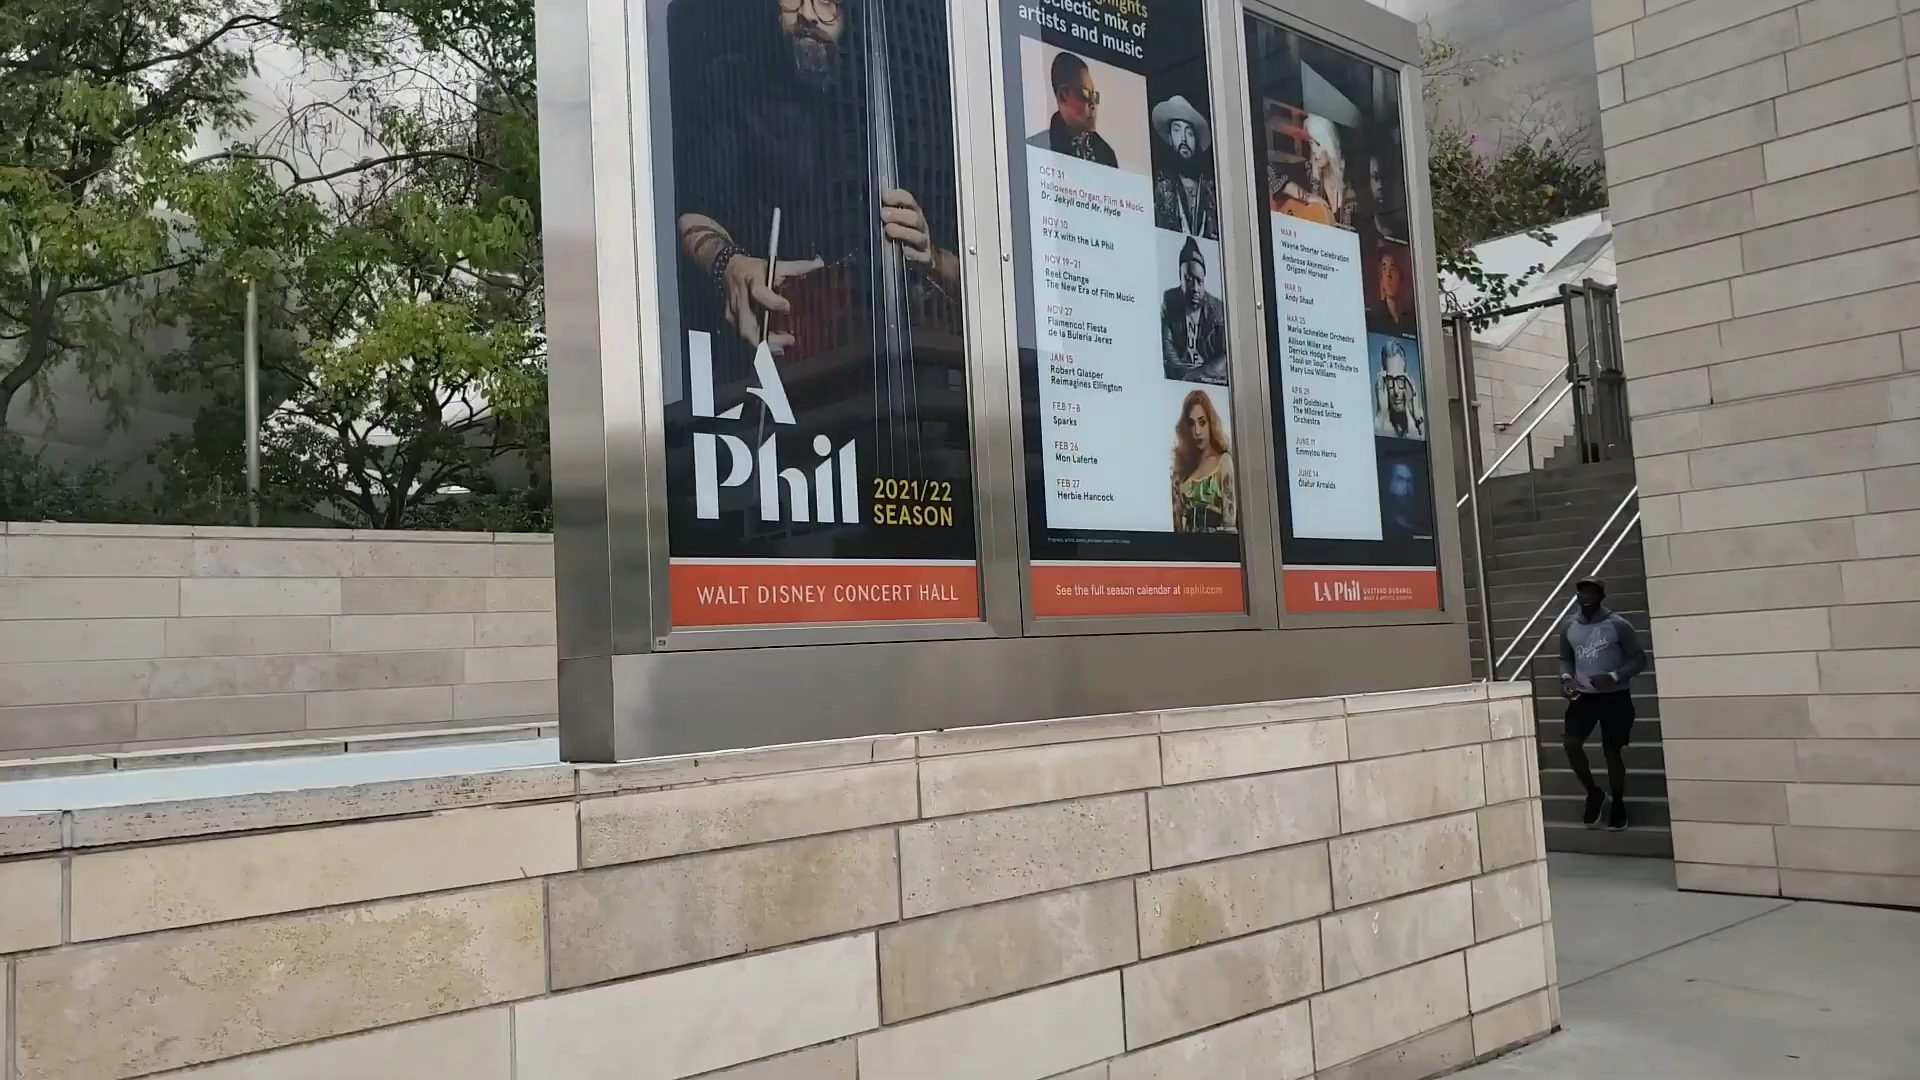 LA
Phil
2021/22
SEASON
WALT DISNEY CONCERT HALL
eclectic mix of
artists and music
OCT 31
Halloween Organ, Film & Music
Dr. Jekyll and Mr. Hyde
NOV 10
RY X with the LA Phil
NOV 19-21
Reel Change
The New Era of Film Music
NOV 27
Flamenco! Fiesta
de la Bulería Jerez
JAN 15
Robert Glasper
Reimagines Ellington
FEB 7-8
Sparks
FEB 26
Mon Laferte
FEB 27
Herbie Hancock
See the full season calendar at laphil.com
MAR 9
Wayne Shorter Celebration
Ambrose Akinmusire –
Origami Harvest
MAR 11
Andy Shauf
MAR 25
Maria Schneider Orchestra
Allison Miller and
Derrick Hodge Present
"Soul on Soul": A Tribute to
Mary Lou Williams
APR 29
Jeff Goldblum &
The Mildred Snitzer
Orchestra
JUNE 11
Emmylou Harris
JUNE 14
Ólafur Arnalds
LA Phil GUSTAVO DUDAMEL
Dodgers